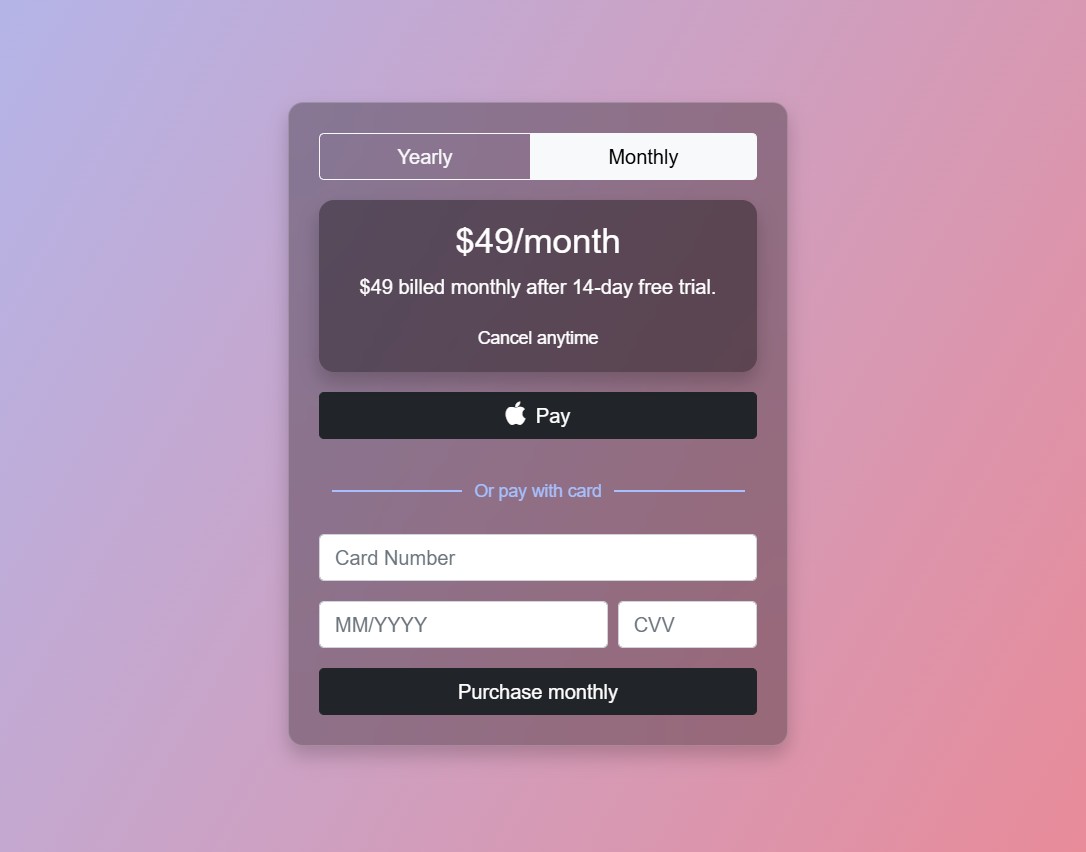 Yearly Monthly
$49/month
$49 billed monthly after 14-day free trial.
Cancel anytime
Pay
Or pay with card
Card Number
MM/YYYY CVV
Purchase monthly